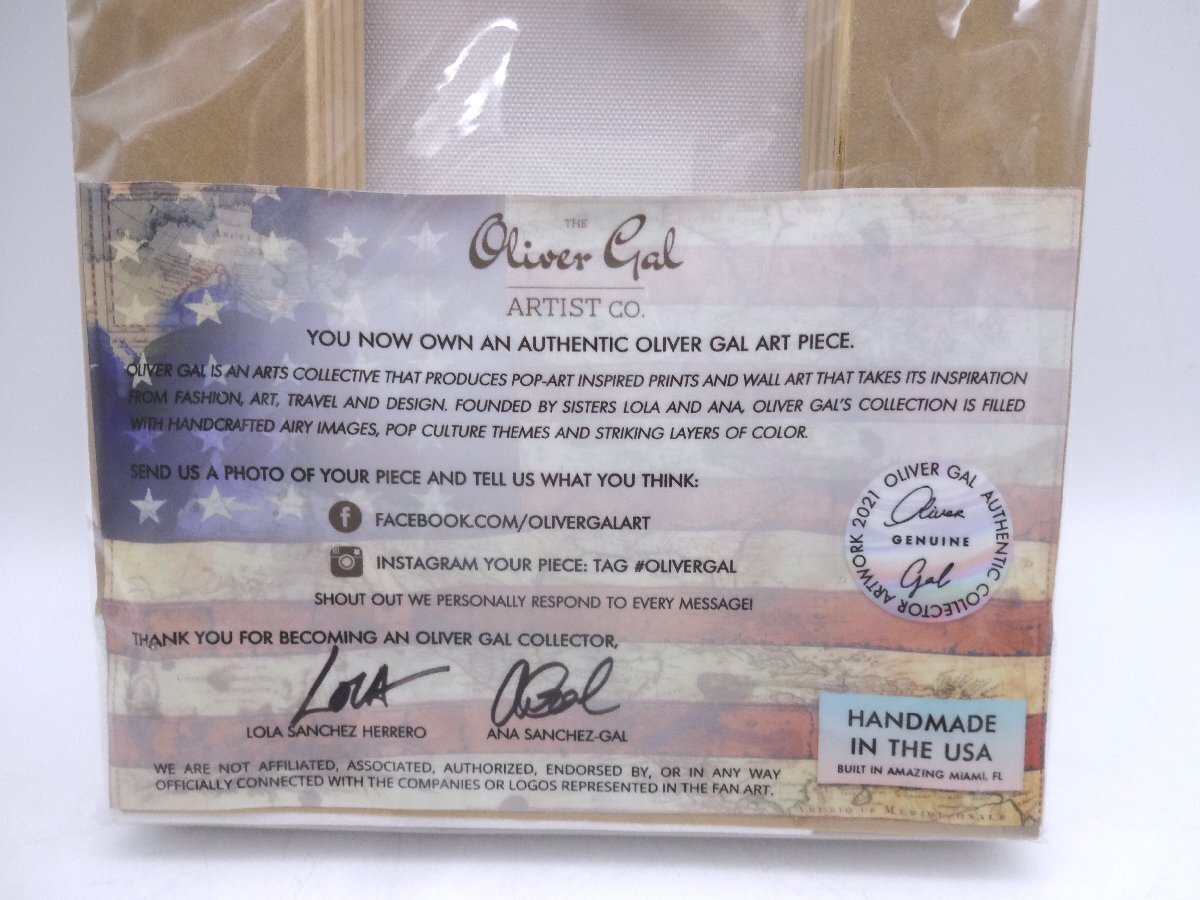 THE
Oliver Gal
ARTIST CO.
YOU NOW OWN AN AUTHENTIC OLIVER GAL ART PIECE.
OLIVER GAL IS AN ARTS COLLECTIVE THAT PRODUCES POP-ART INSPIRED PRINTS AND WALL ART THAT TAKES ITS INSPIRATION
FROM FASHION, ART, TRAVEL AND DESIGN. FOUNDED BY SISTERS LOLA AND ANA, OLIVER GAL'S COLLECTION IS FILLED
WITH HANDCRAFTED AIRY IMAGES, POP CULTURE THEMES AND STRIKING LAYERS OF COLOR.
SEND US A PHOTO OF YOUR PIECE AND TELL US WHAT YOU THINK:
f FACEBOOK.COM/OLIVERGALART
INSTAGRAM YOUR PIECE: TAG #OLIVERGAL
SHOUT OUT WE PERSONALLY RESPOND TO EVERY MESSAGE!
OLIVER GAL AUTHENTIC COLLECTOR ARTWORK 2021
Oliver
GENUINE
Gal
THANK YOU FOR BECOMING AN OLIVER GAL COLLECTOR,
LOLA
LOLA SANCHEZ HERRERO
ANA SANCHEZ-GAL
HANDMADE
IN THE USA
BUILT IN AMAZING MIAMI, FL
WE ARE NOT AFFILIATED, ASSOCIATED, AUTHORIZED, ENDORSED BY, OR IN ANY WAY
OFFICIALLY CONNECTED WITH THE COMPANIES OR LOGOS REPRESENTED IN THE FAN ART.